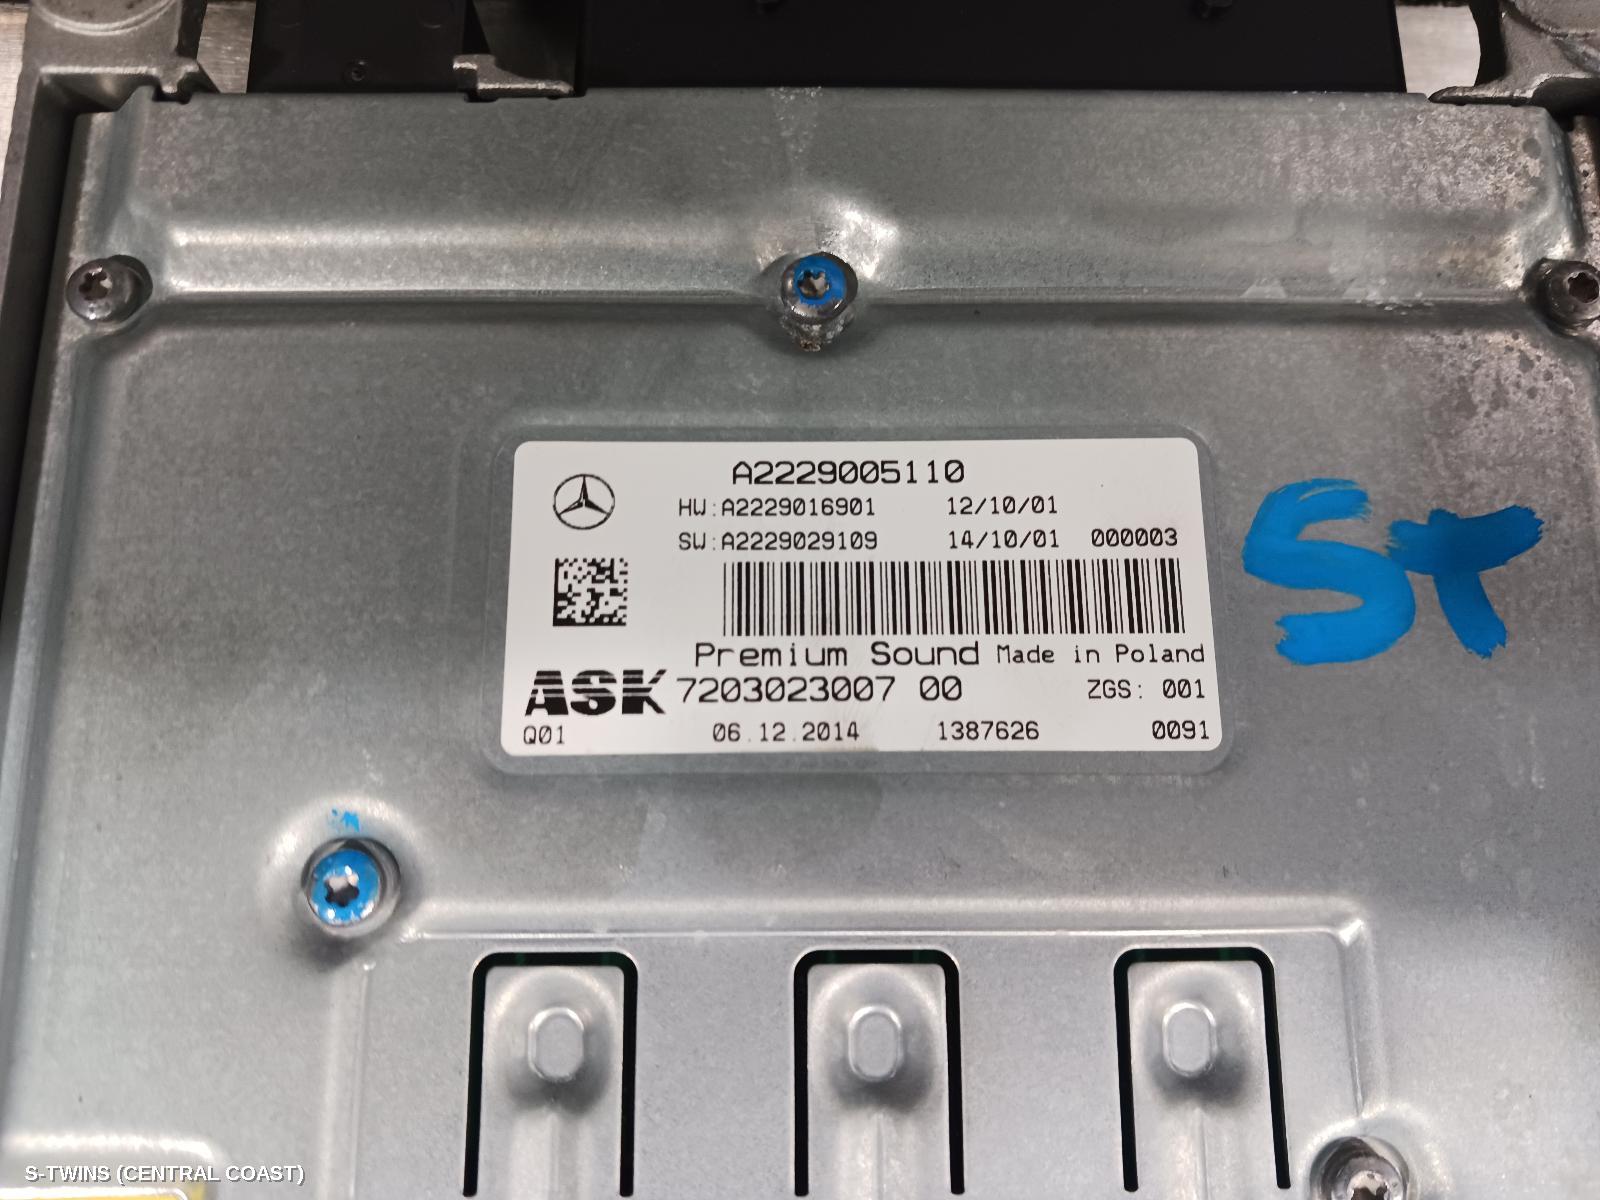 A2229005110
HW:A2229016901 12/10/01
SW:A2229029109 14/10/01 000003
Premium Sound Made in Poland
ASK 7203023007 00 ZGS: 001
Q01 06.12.2014 1387626 0091
ST
S-TWINS (CENTRAL COAST)